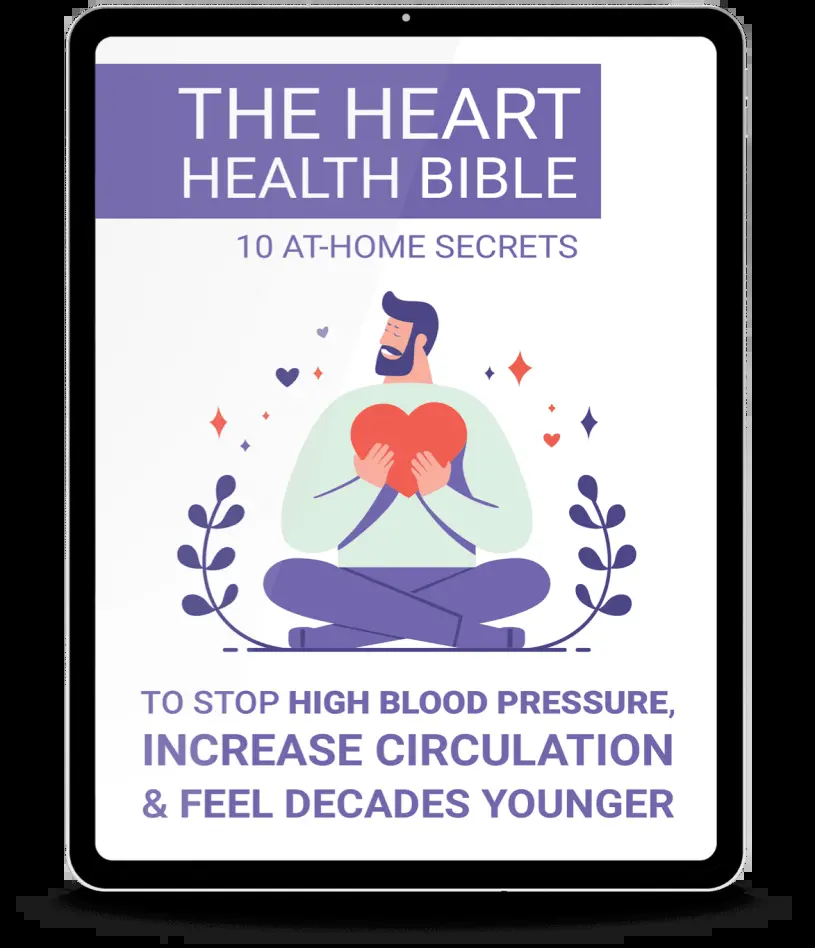 THE HEART
HEALTH BIBLE
10 AT-HOME SECRETS
TO STOP HIGH BLOOD PRESSURE,
INCREASE CIRCULATION
& FEEL DECADES YOUNGER